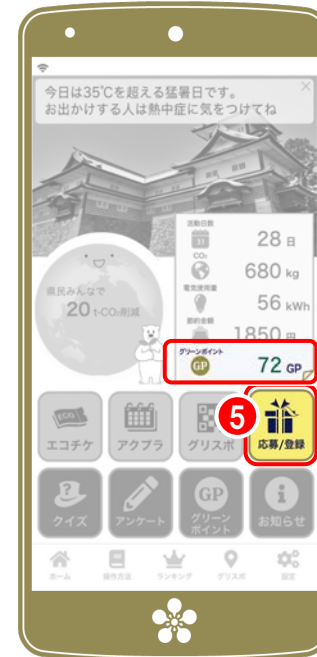 今日は35℃を超える猛暑日です。
お出かけする人は熱中症に気をつけてね
活動日数
31
28 日
CO₂
680 kg
電気使用量
56 kWh
節約金額
1850 円
県民みんなで
20 t-CO₂削減
グリーンポイント
GP
72 GP
5
ECO
エコチケ
アクプラ
グリスポ
応募/登録
?
クイズ
アンケート
GP
グリーン
ポイント
i
お知らせ
ホーム
操作方法
ランキング
グリスポ
設定